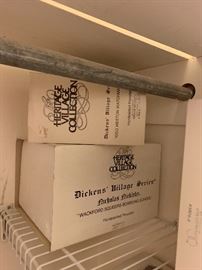 HERITAGE
VILLAGE
COLLECTION
Dickens' Village Series
HERITAGE
VILLAGE
COLLECTION
Dickens' Village Series®
Nicholas Nickleby
"WACKFORD SQUEERS BOARDING SCHOOL"